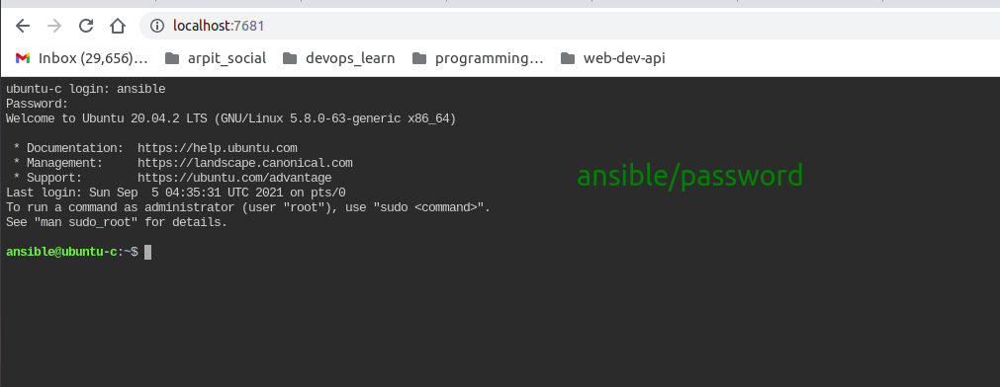 localhost:7681
Inbox (29,656)... arpit_social devops_learn programming... web-dev-api
ubuntu-c login: ansible
Password:
Welcome to Ubuntu 20.04.2 LTS (GNU/Linux 5.8.0-63-generic x86_64)
* Documentation: https://help.ubuntu.com
* Management: https://landscape.canonical.com
* Support: https://ubuntu.com/advantage
ansible/password
Last login: Sun Sep 5 04:35:31 UTC 2021 on pts/0
To run a command as administrator (user "root"), use "sudo <command>".
See "man sudo_root" for details.
ansible@ubuntu-c:~$